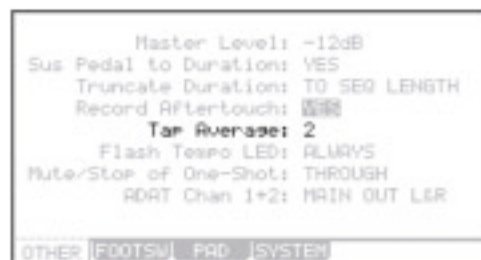 Master Level: -12dB
Sus Pedal to Duration: YES
Truncate Duration: TO SEQ LENGTH
Record Aftertouch:
Tap Average: 2
Flash Tempo LED: ALWAYS
Mute/Stop of One-Shot: THROUGH
ADAT Chan 1+2: MAIN OUT L&R
OTHER FOOTSW PAD SYSTEM